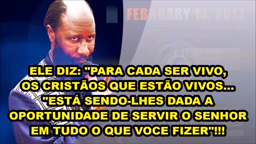 FEBRUARY 14, 2017
ELE DIZ: "PARA CADA SER VIVO,
OS CRISTÃOS QUE ESTÃO VIVOS...
"ESTÁ SENDO-LHES DADA A
OPORTUNIDADE DE SERVIR O SENHOR
EM TUDO O QUE VOCE FIZER"!!!